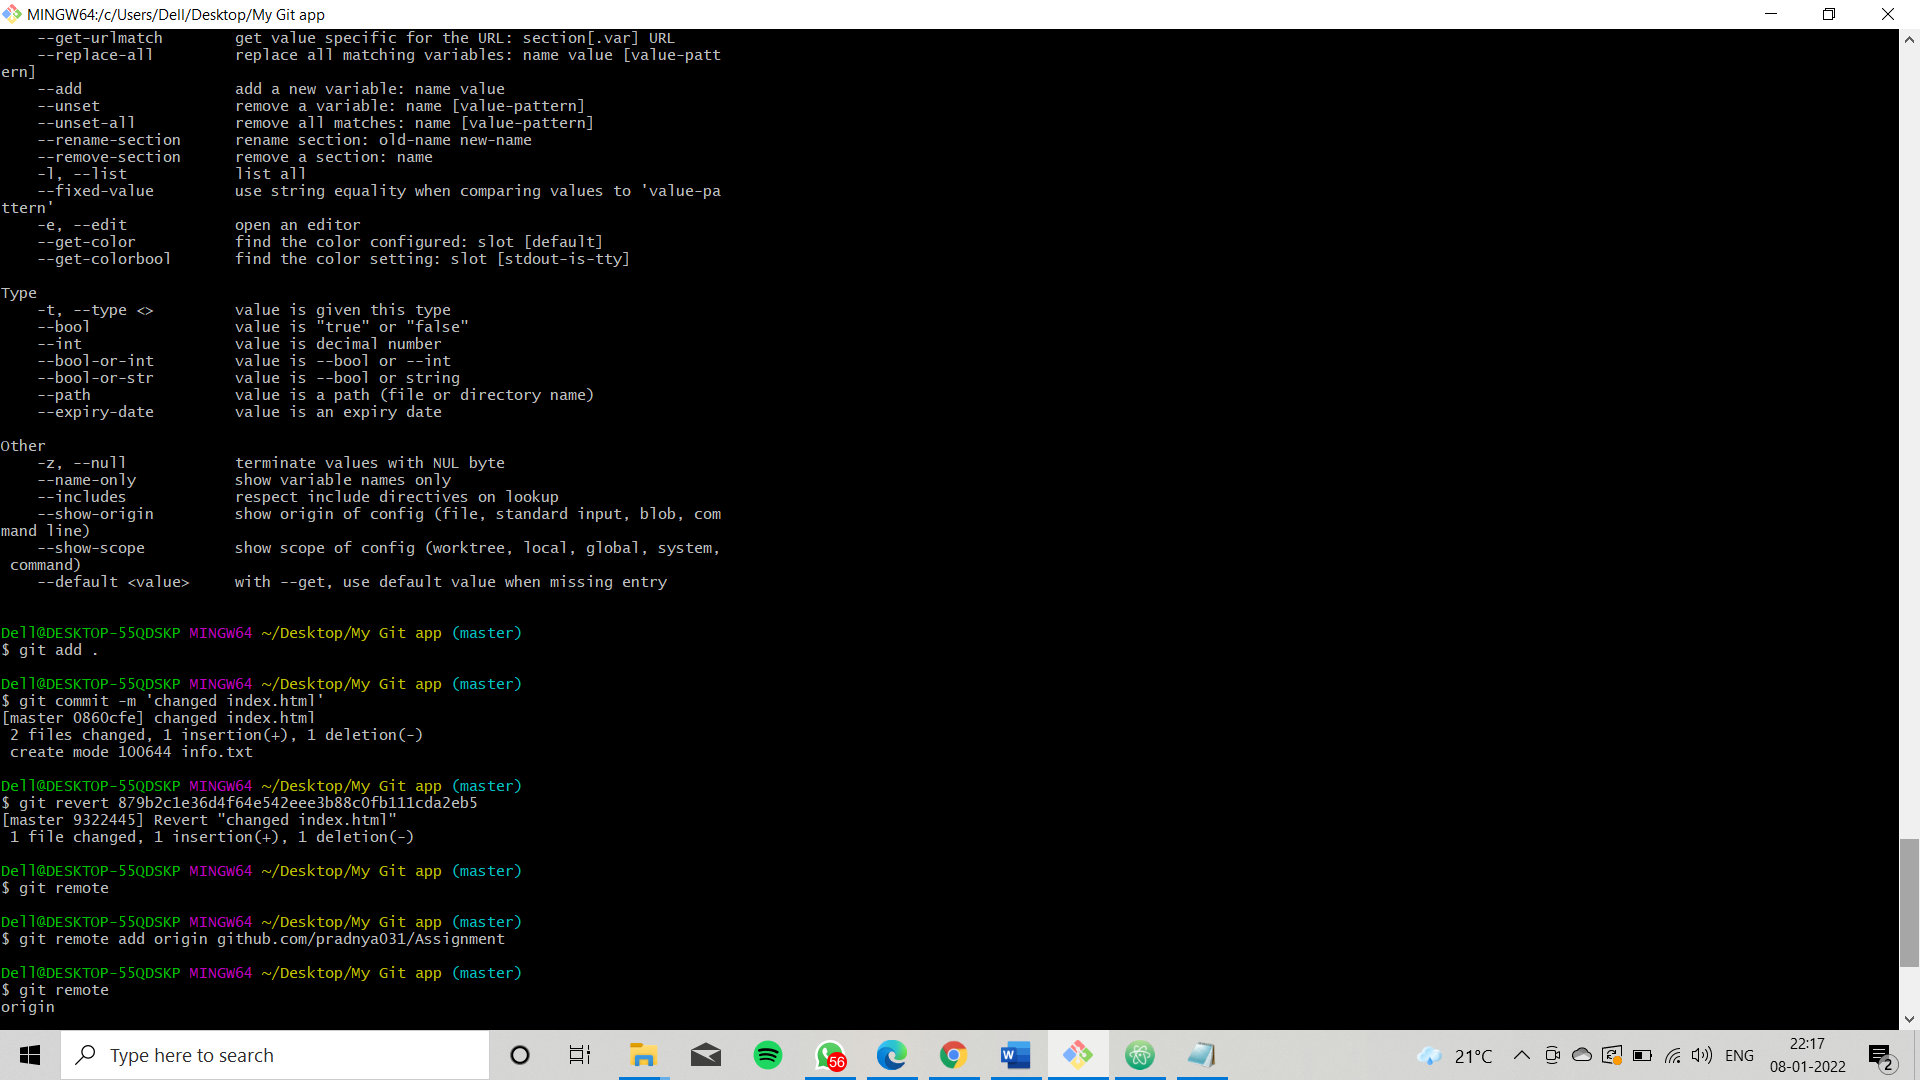 MINGW64:/c/Users/Dell/Desktop/My Git app
--get-urlmatch get value specific for the URL: section[.var] URL
--replace-all replace all matching variables: name value [value-patt
ern]
--add add a new variable: name value
--unset remove a variable: name [value-pattern]
--unset-all remove all matches: name [value-pattern]
--rename-section rename section: old-name new-name
--remove-section remove a section: name
-l, --list list all
--fixed-value use string equality when comparing values to 'value-pa
ttern'
-e, --edit open an editor
--get-color find the color configured: slot [default]
--get-colorbool find the color setting: slot [stdout-is-tty]
Type
-t, --type <> value is given this type
--bool value is "true" or "false"
--int value is decimal number
--bool-or-int value is --bool or --int
--bool-or-str value is --bool or string
--path value is a path (file or directory name)
--expiry-date value is an expiry date
Other
-z, --null terminate values with NUL byte
--name-only show variable names only
--includes respect include directives on lookup
--show-origin show origin of config (file, standard input, blob, com
mand line)
--show-scope show scope of config (worktree, local, global, system,
command)
--default <value> with --get, use default value when missing entry
Dell@DESKTOP-55QDSKP MINGW64 ~/Desktop/My Git app (master)
$ git add .
Dell@DESKTOP-55QDSKP MINGW64 ~/Desktop/My Git app (master)
$ git commit -m 'changed index.html'
[master 0860cfe] changed index.html
2 files changed, 1 insertion(+), 1 deletion(-)
create mode 100644 info.txt
Dell@DESKTOP-55QDSKP MINGW64 ~/Desktop/My Git app (master)
$ git revert 879b2c1e36d4f64e542eee3b88c0fb111cda2eb5
[master 9322445] Revert "changed index.html"
1 file changed, 1 insertion(+), 1 deletion(-)
Dell@DESKTOP-55QDSKP MINGW64 ~/Desktop/My Git app (master)
$ git remote
Dell@DESKTOP-55QDSKP MINGW64 ~/Desktop/My Git app (master)
$ git remote add origin github.com/pradnya031/Assignment
Dell@DESKTOP-55QDSKP MINGW64 ~/Desktop/My Git app (master)
$ git remote
origin
Type here to search
56
W
21°C
ENG
22:17
08-01-2022
2